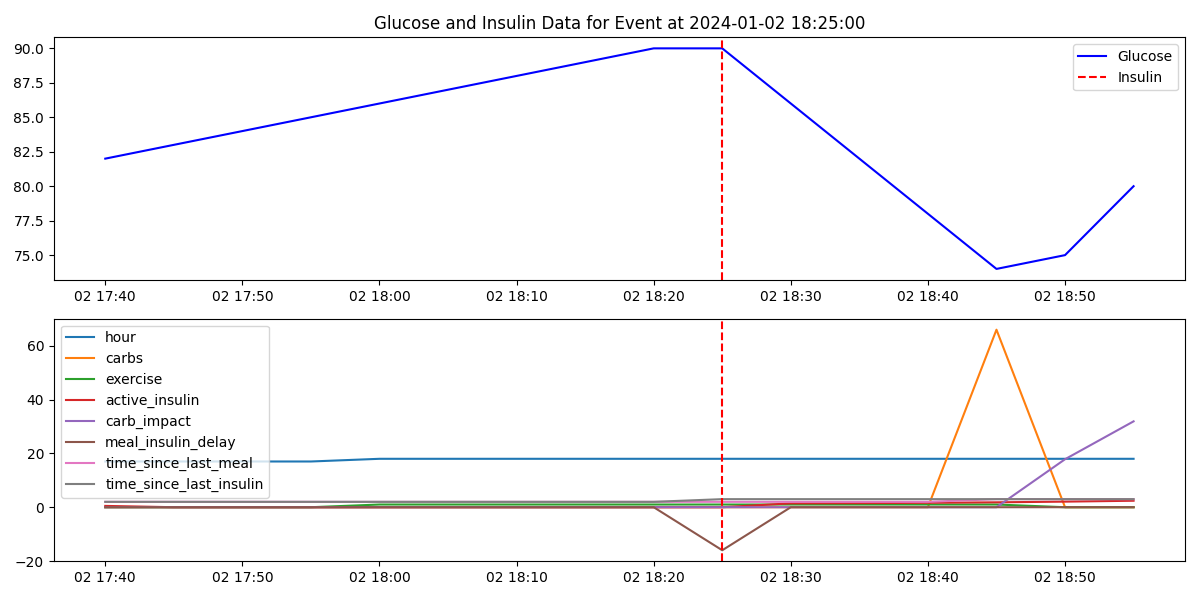 Glucose and Insulin Data for Event at 2024-01-02 18:25:00
90.0
87.5
85.0
82.5
80.0
77.5
75.0
Glucose
Insulin
02 17:40 02 17:50 02 18:00 02 18:10 02 18:20 02 18:30 02 18:40 02 18:50
60
40
20
0
−20
hour
carbs
exercise
active_insulin
carb_impact
meal_insulin_delay
time_since_last_meal
time_since_last_insulin
02 17:40 02 17:50 02 18:00 02 18:10 02 18:20 02 18:30 02 18:40 02 18:50